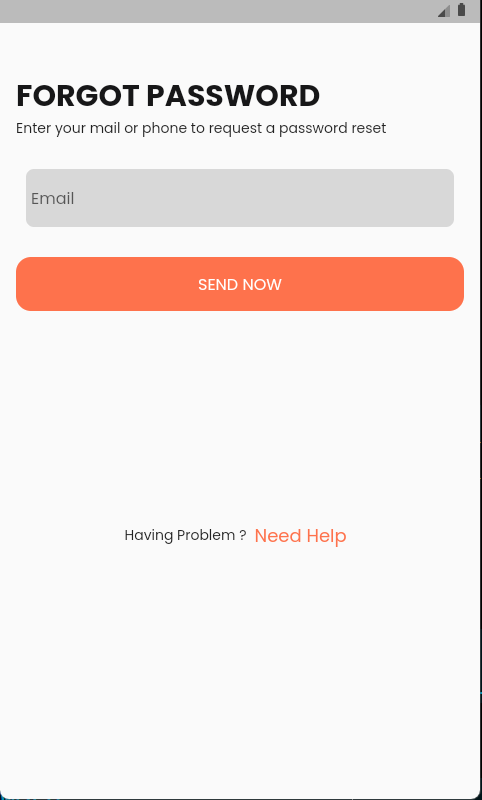 FORGOT PASSWORD
Enter your mail or phone to request a password reset
Email
SEND NOW
Having Problem ? Need Help